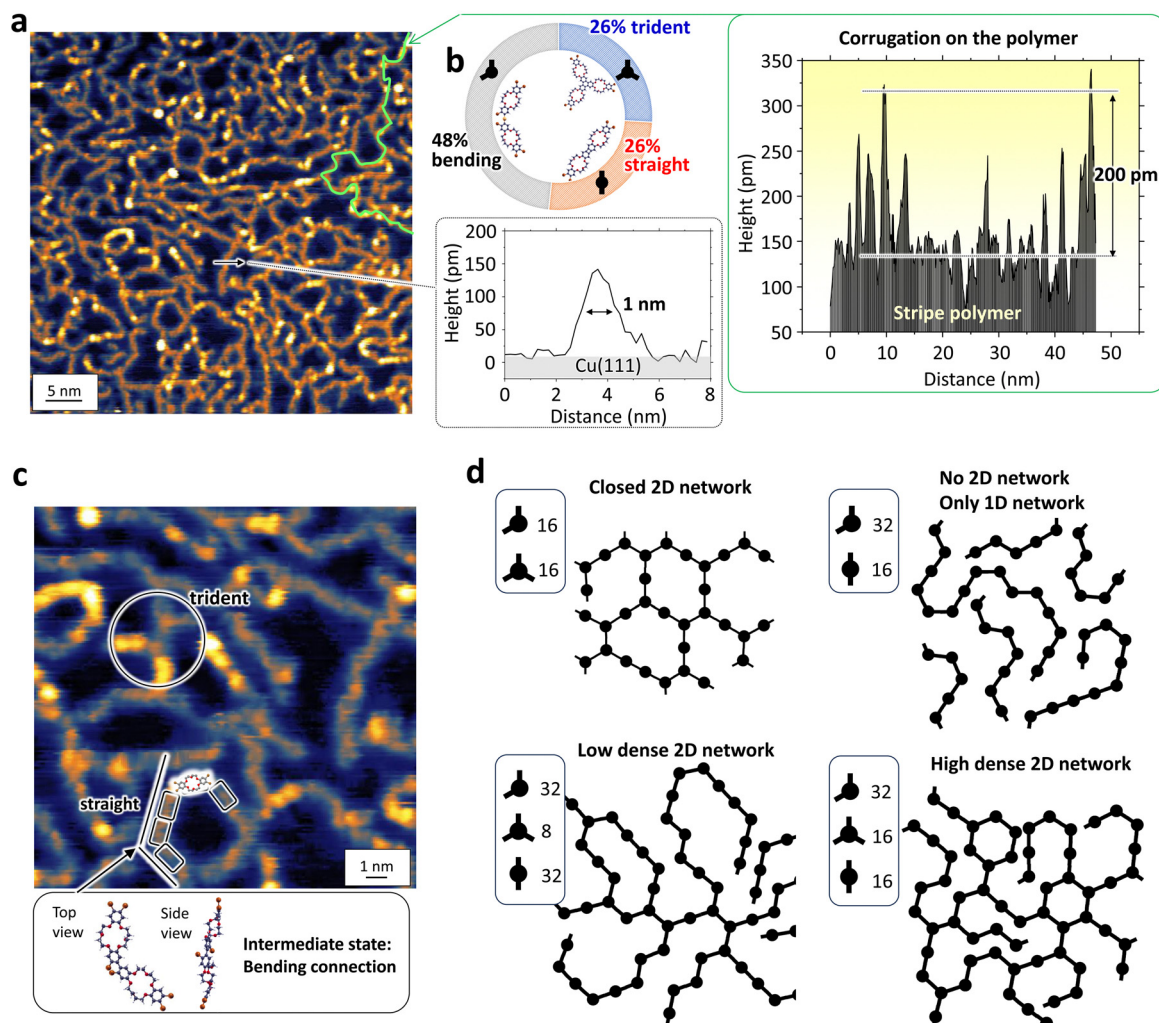 a
5 nm
b
26% trident
48%
bending
26%
straight
Height (pm)
200
150
100
50
0
1 nm
Cu(111)
0
2
4
6
8
Distance (nm)
Corrugation on the polymer
Height (pm)
350
300
250
200
150
100
50
200 pm
Stripe polymer
0
10
20
30
40
50
Distance (nm)
c
trident
straight
1 nm
Top
view
Side
view
Intermediate state:
Bending connection
d
Closed 2D network
16
16
No 2D network
Only 1D network
32
16
Low dense 2D network
32
8
32
High dense 2D network
32
16
16